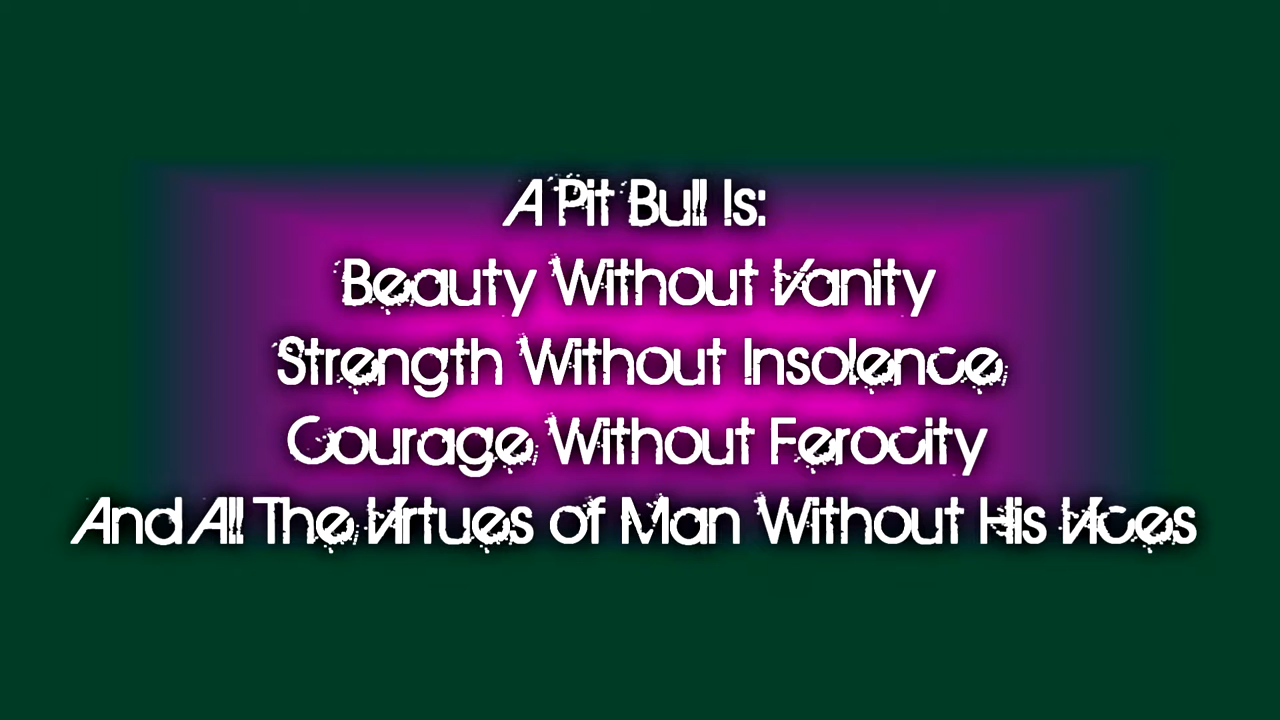 A Pit Bull Is:
Beauty Without Vanity
Strength Without Insolence
Courage Without Ferocity
And All The Virtues of Man Without His Vices